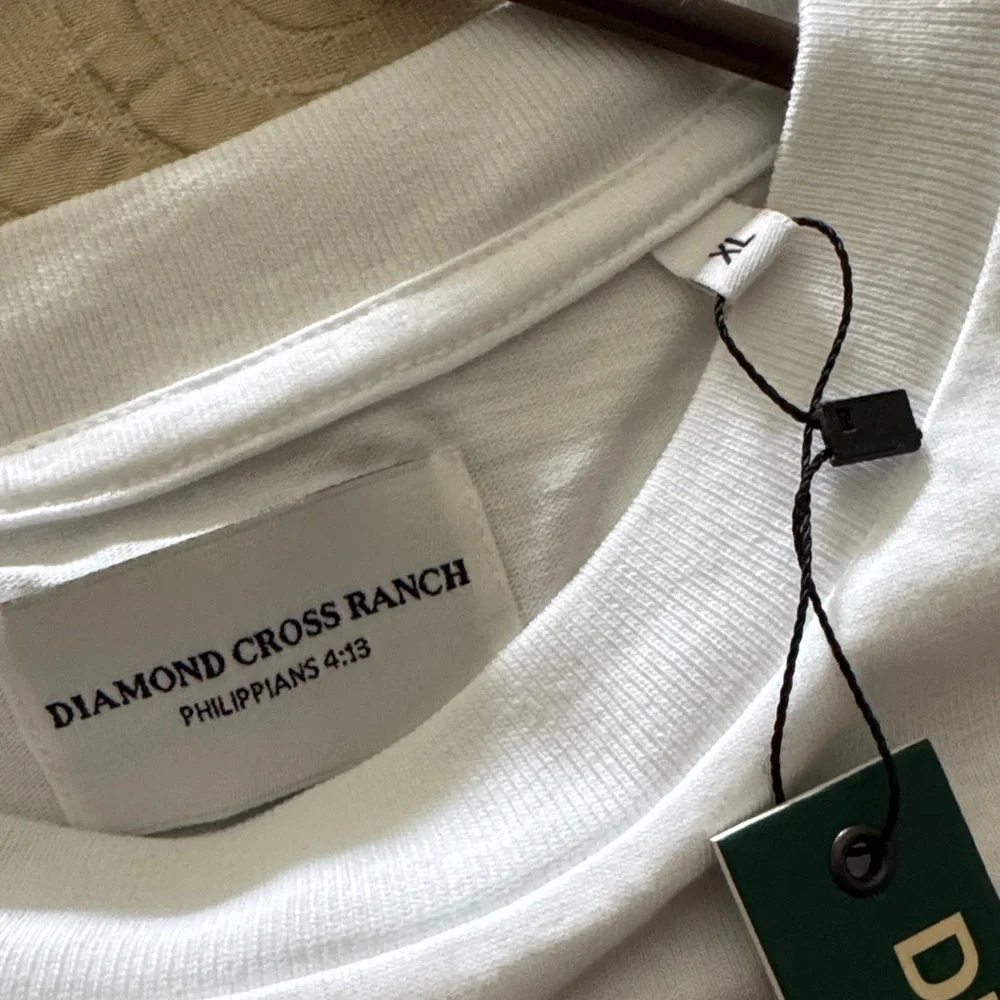 XL
DIAMOND CROSS RANCH
PHILIPPIANS 4:13
D